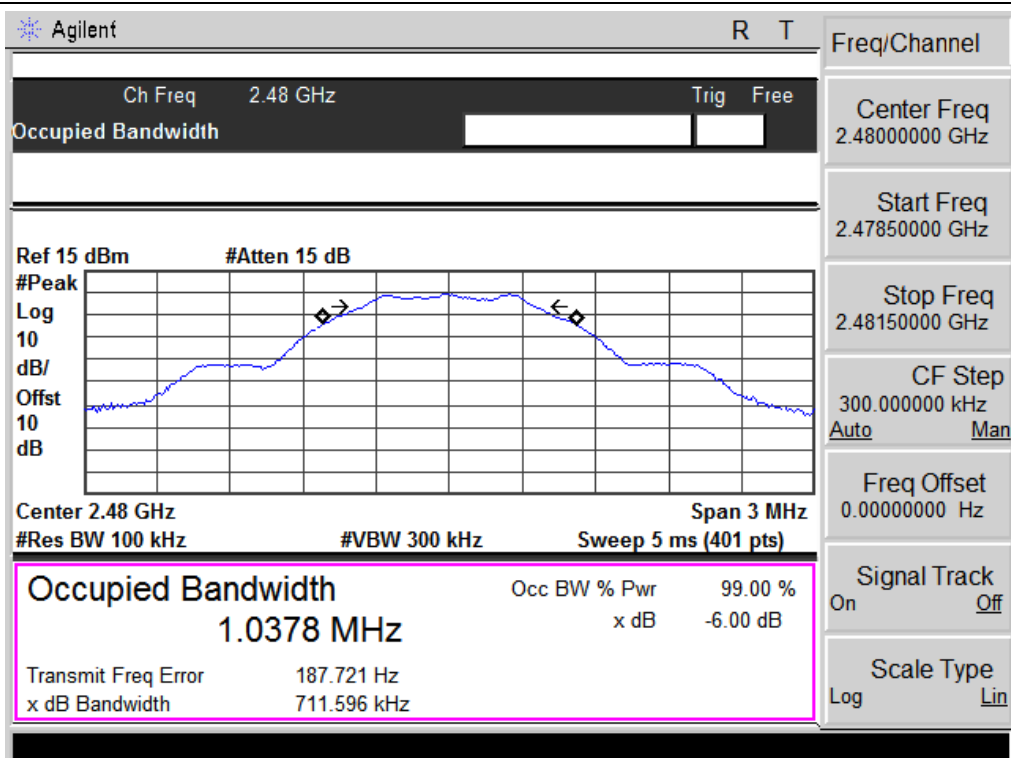 Agilent R T
Ch Freq 2.48 GHz Trig Free
Occupied Bandwidth
Ref 15 dBm #Atten 15 dB
#Peak
Log
10
dB/
Offst
10
dB
Center 2.48 GHz Span 3 MHz
#Res BW 100 kHz #VBW 300 kHz Sweep 5 ms (401 pts)
Occupied Bandwidth
1.0378 MHz
Occ BW % Pwr 99.00 %
x dB -6.00 dB
Transmit Freq Error 187.721 Hz
x dB Bandwidth 711.596 kHz
Freq/Channel
Center Freq
2.48000000 GHz
Start Freq
2.47850000 GHz
Stop Freq
2.48150000 GHz
CF Step
300.000000 kHz
Auto Man
Freq Offset
0.00000000 Hz
Signal Track
On Off
Scale Type
Log Lin